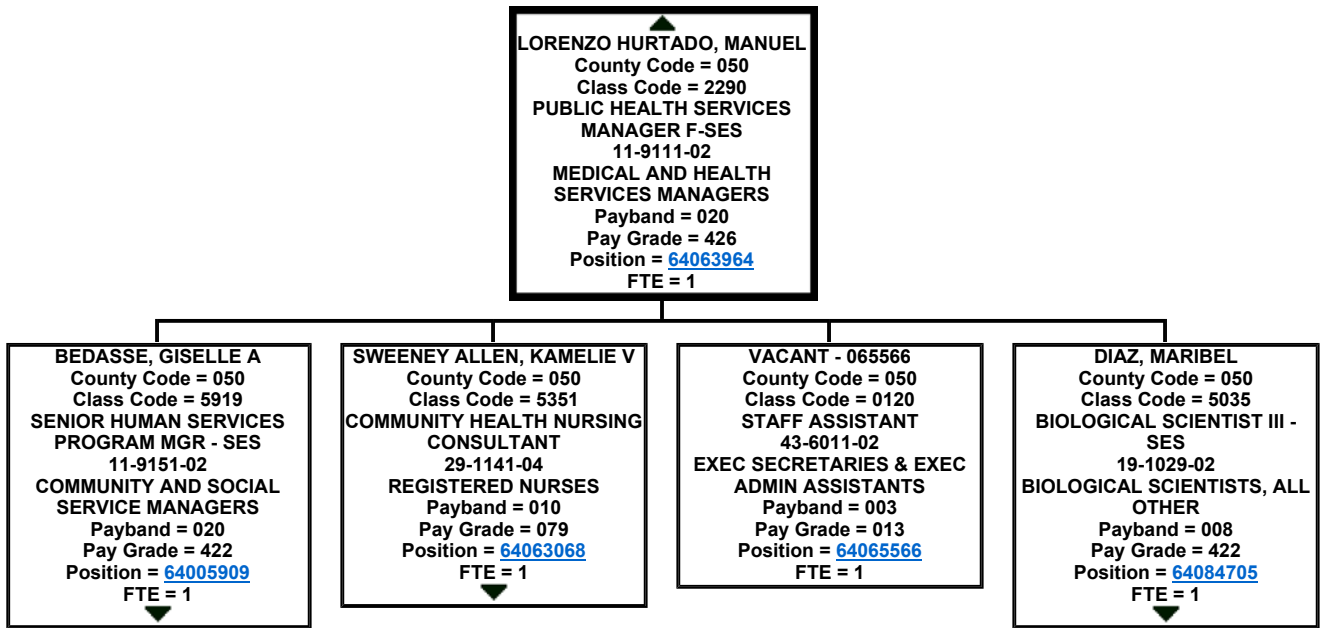 LORENZO HURTADO, MANUEL
County Code = 050
Class Code = 2290
PUBLIC HEALTH SERVICES
MANAGER F-SES
11-9111-02
MEDICAL AND HEALTH
SERVICES MANAGERS
Payband = 020
Pay Grade = 426
Position = 64063964
FTE = 1
BEDASSE, GISELLE A
County Code = 050
Class Code = 5919
SENIOR HUMAN SERVICES
PROGRAM MGR - SES
11-9151-02
COMMUNITY AND SOCIAL
SERVICE MANAGERS
Payband = 020
Pay Grade = 422
Position = 64005909
FTE = 1
SWEENEY ALLEN, KAMELIE V
County Code = 050
Class Code = 5351
COMMUNITY HEALTH NURSING
CONSULTANT
29-1141-04
REGISTERED NURSES
Payband = 010
Pay Grade = 079
Position = 64063068
FTE = 1
VACANT - 065566
County Code = 050
Class Code = 0120
STAFF ASSISTANT
43-6011-02
EXEC SECRETARIES & EXEC
ADMIN ASSISTANTS
Payband = 003
Pay Grade = 013
Position = 64065566
FTE = 1
DIAZ, MARIBEL
County Code = 050
Class Code = 5035
BIOLOGICAL SCIENTIST III -
SES
19-1029-02
BIOLOGICAL SCIENTISTS, ALL
OTHER
Payband = 008
Pay Grade = 422
Position = 64084705
FTE = 1